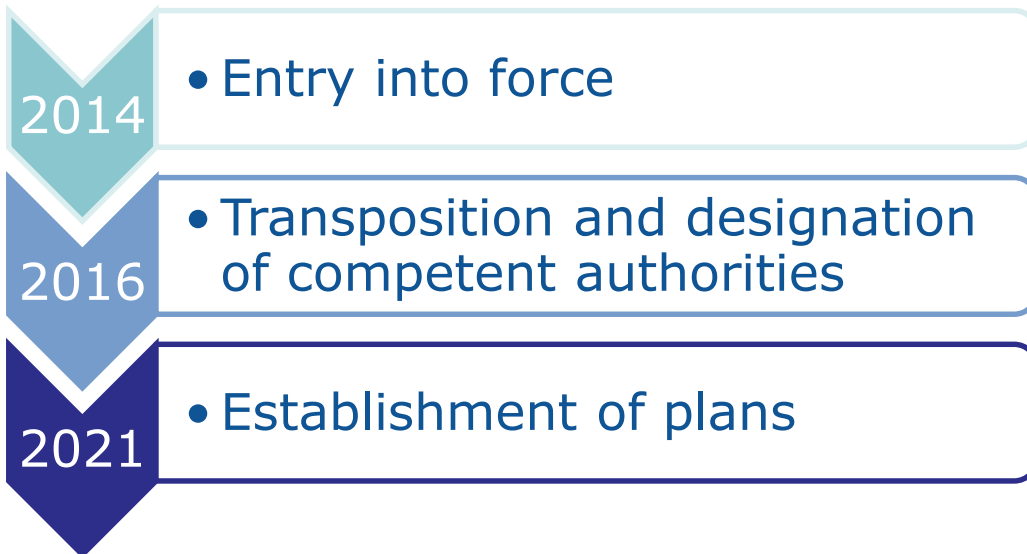 2014
• Entry into force
2016
• Transposition and designation
of competent authorities
2021
• Establishment of plans